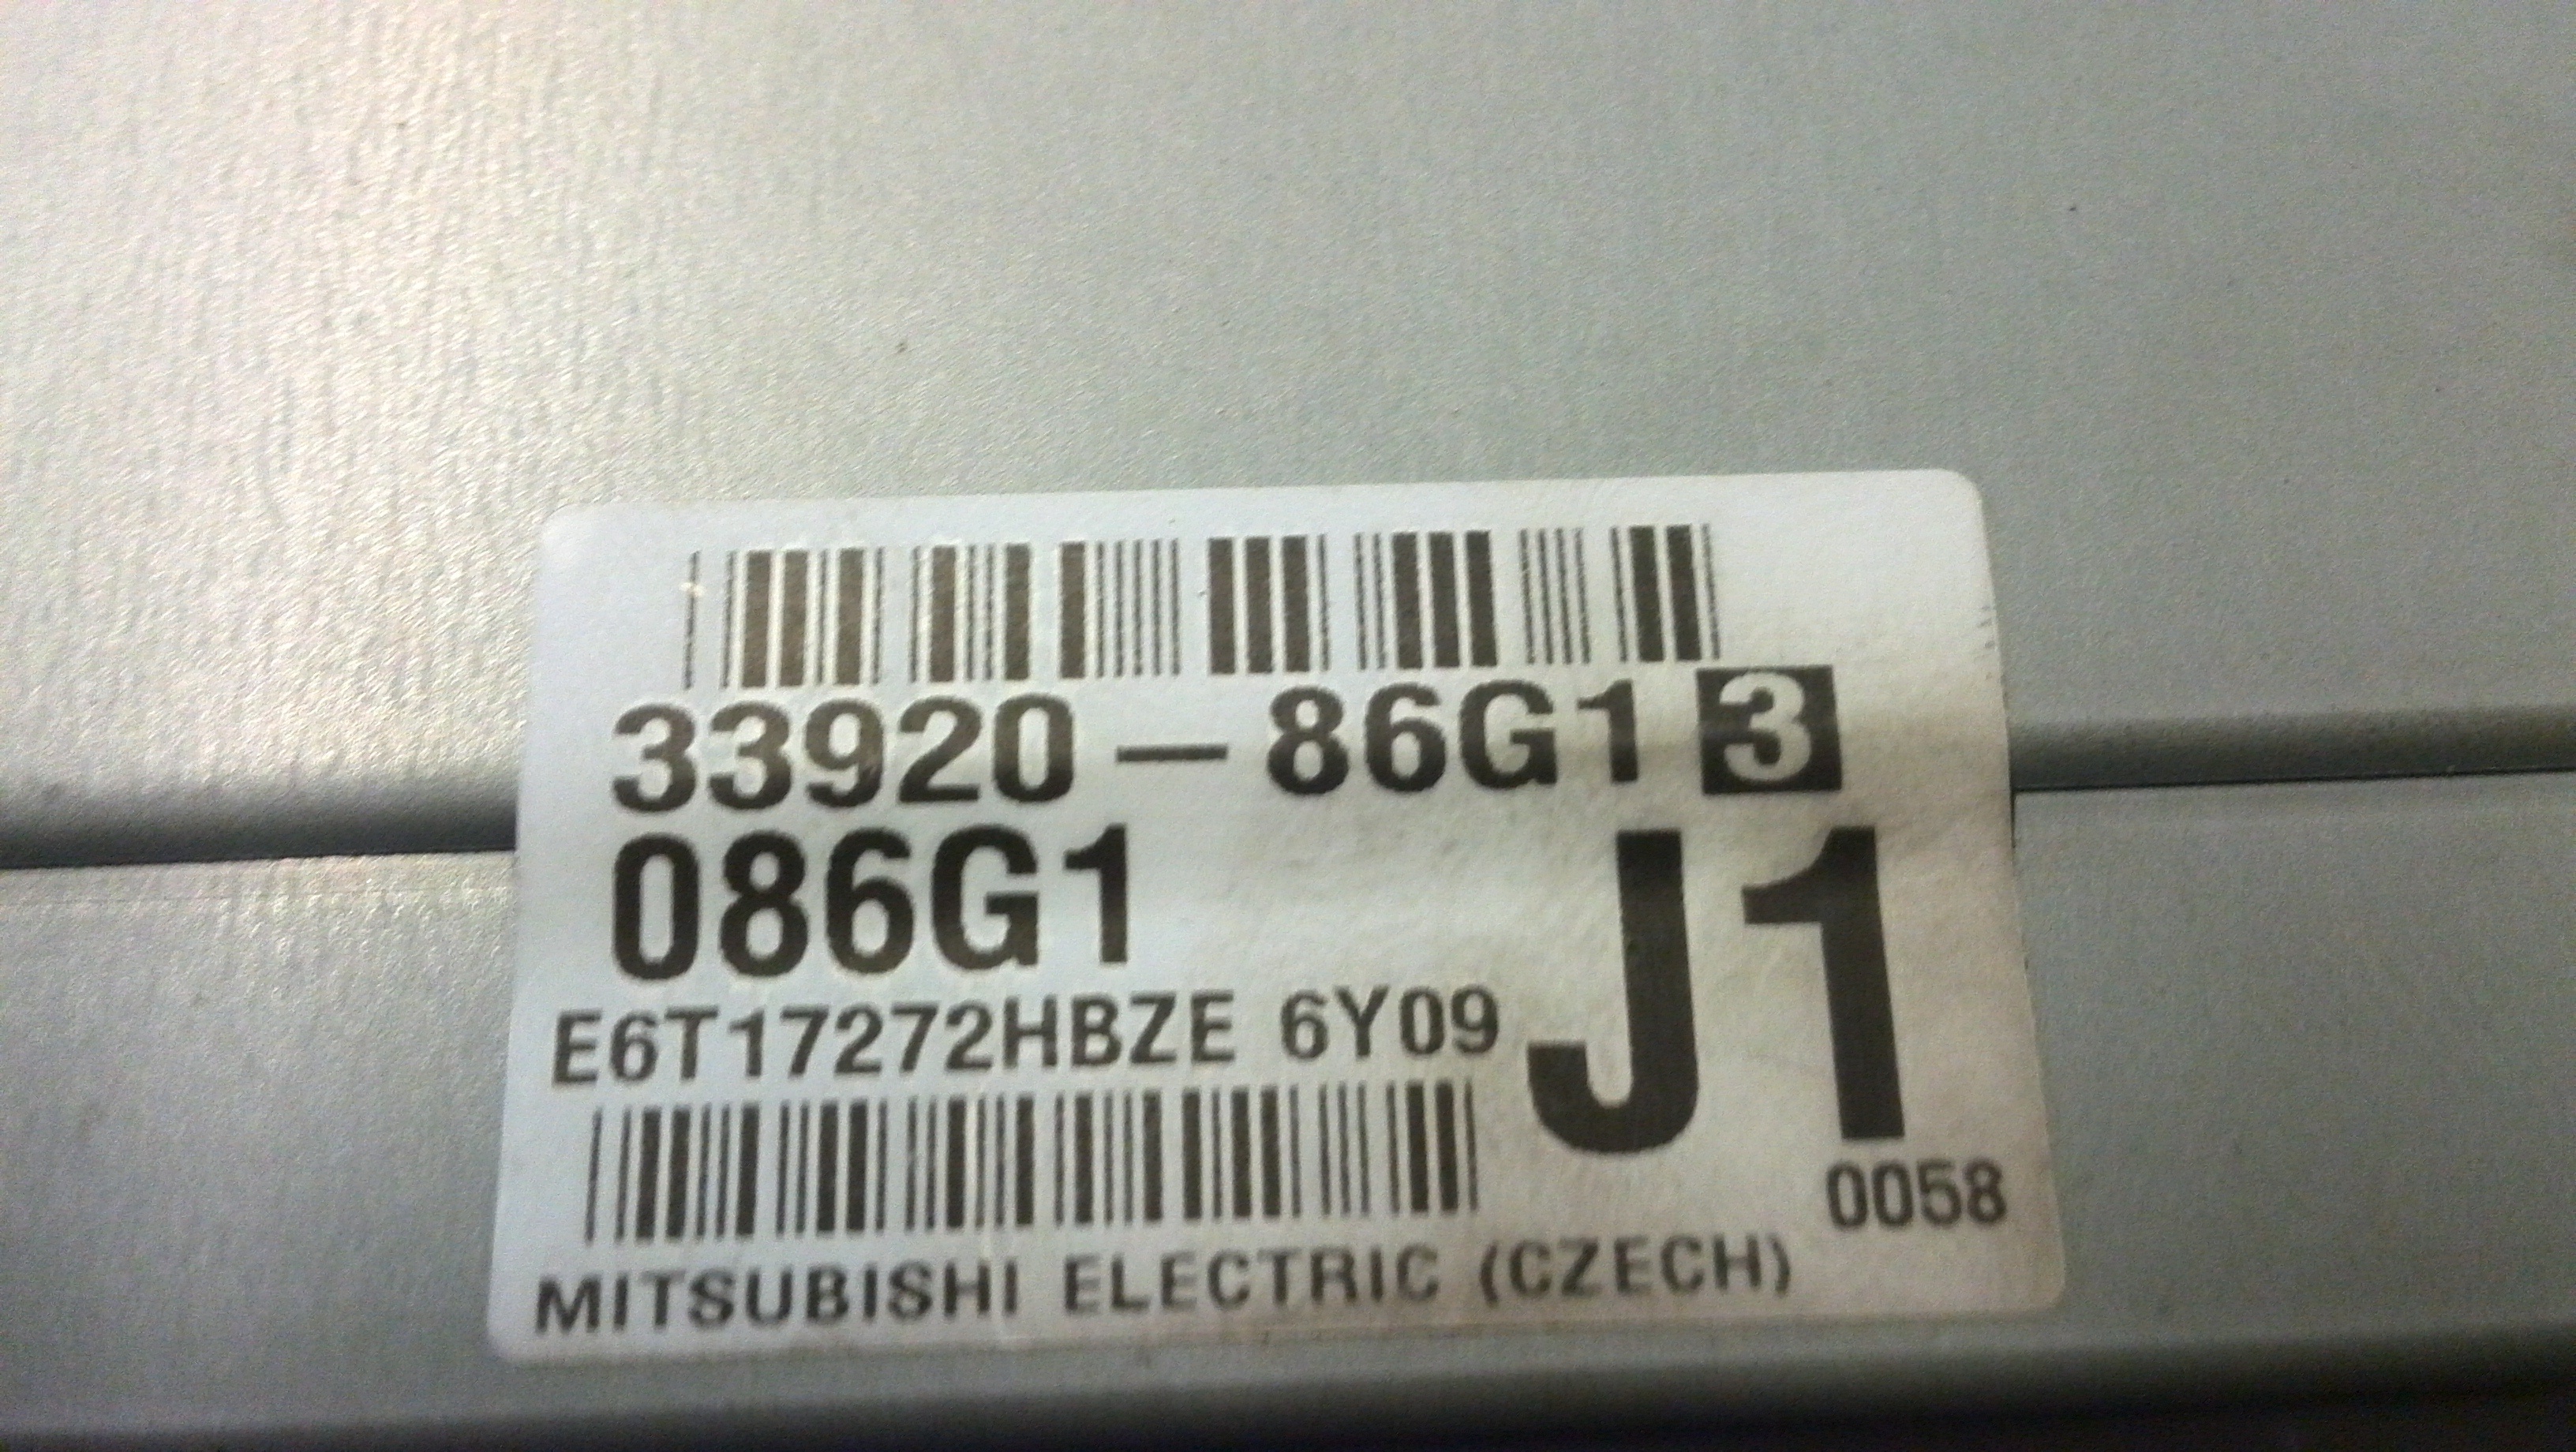 33920-86G1 3
086G1
J1
E6T17272HBZE 6Y09
0058
MITSUBISHI ELECTRIC (CZECH)